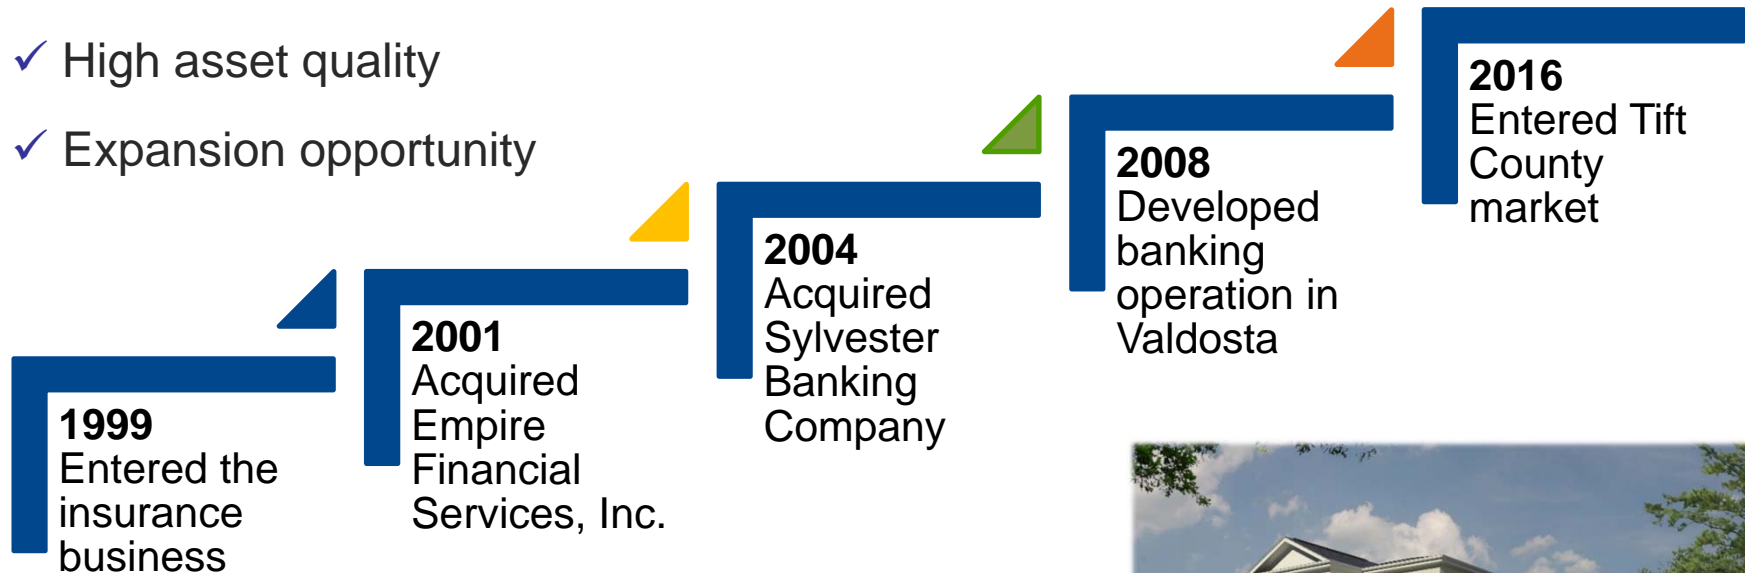 High asset quality
Expansion opportunity
1999
Entered the
insurance
business
2001
Acquired
Empire
Financial
Services, Inc.
2004
Acquired
Sylvester
Banking
Company
2008
Developed
banking
operation in
Valdosta
2016
Entered Tift
County
market